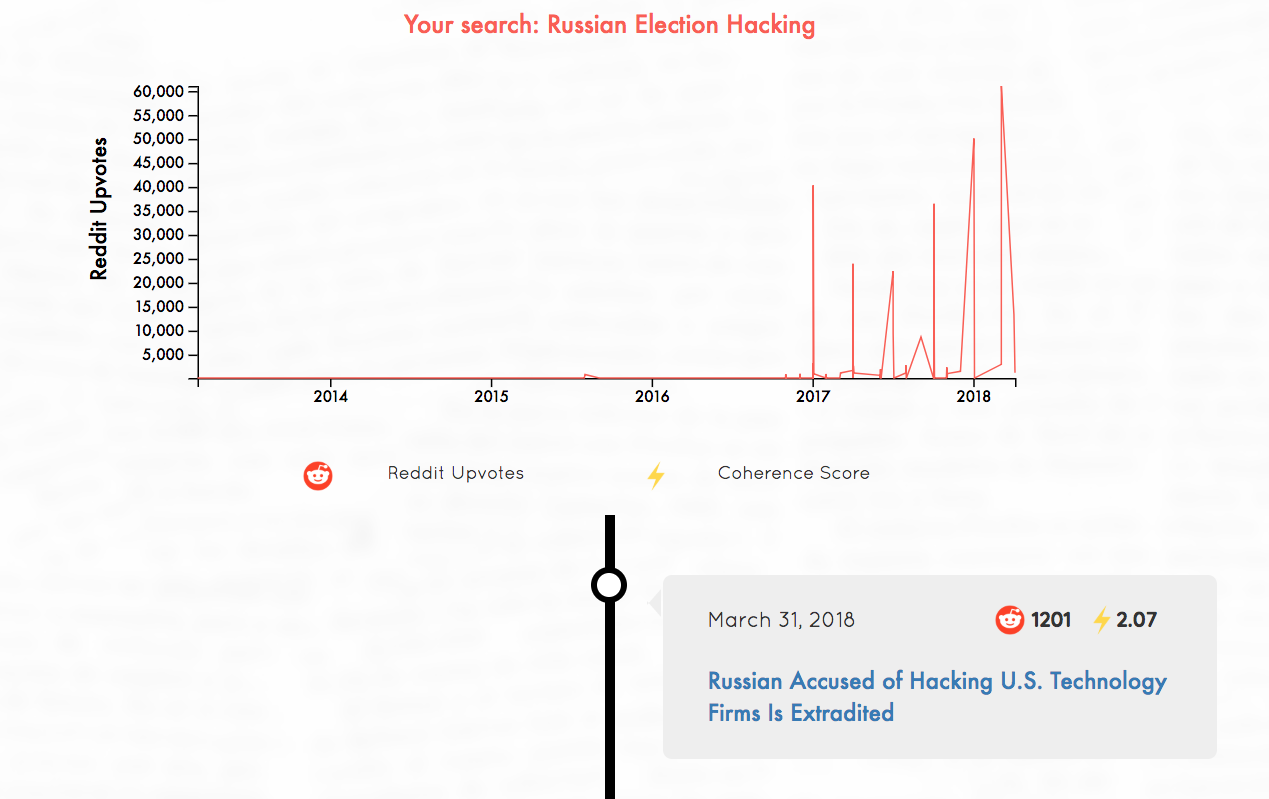 Your search: Russian Election Hacking
Reddit Upvotes
60,000
55,000
50,000
45,000
40,000
35,000
30,000
25,000
20,000
15,000
10,000
5,000
2014 2015 2016 2017 2018
Reddit Upvotes Coherence Score
March 31, 2018 1201 2.07
Russian Accused of Hacking U.S. Technology
Firms Is Extradited